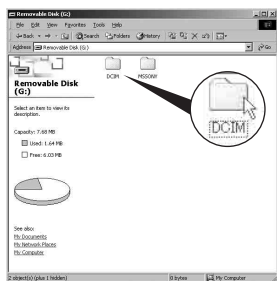 Removable Disk (G:)
File Edit View Favorites Tools Help
Back Search Folders History
Address Removable Disk (G:) Go
Removable Disk (G:)
DCIM MSSONY
Select an item to view its
description.
Capacity: 7.68 MB
Used: 1.64 MB
Free: 6.03 MB
DCIM
See also:
My Documents
My Network Places
My Computer
2 object(s) (plus 1 hidden) 0 bytes My Computer